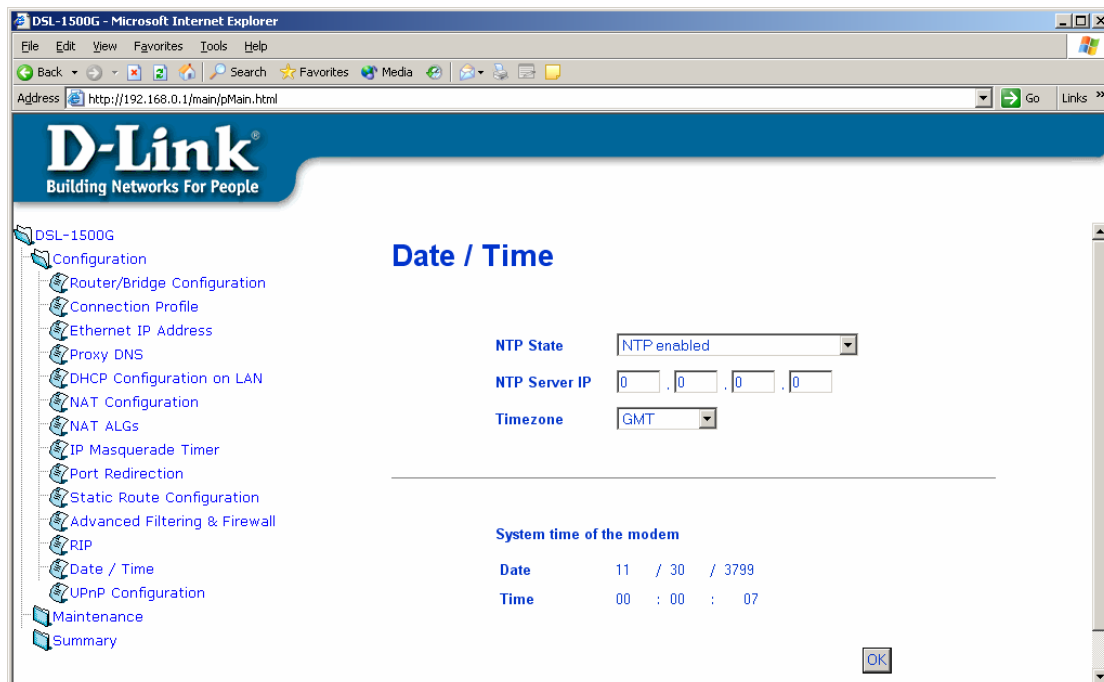 DSL-1500G - Microsoft Internet Explorer
File Edit View Favorites Tools Help
Back Search Favorites Media
Address http://192.168.0.1/main/pMain.html Go Links »
D-Link®
Building Networks For People
DSL-1500G
Configuration
Router/Bridge Configuration
Connection Profile
Ethernet IP Address
Proxy DNS
DHCP Configuration on LAN
NAT Configuration
NAT ALGs
IP Masquerade Timer
Port Redirection
Static Route Configuration
Advanced Filtering & Firewall
RIP
Date / Time
UPnP Configuration
Maintenance
Summary
Date / Time
NTP State NTP enabled
NTP Server IP 0 . 0 . 0 . 0
Timezone GMT
System time of the modem
Date 11 / 30 / 3799
Time 00 : 00 : 07
OK